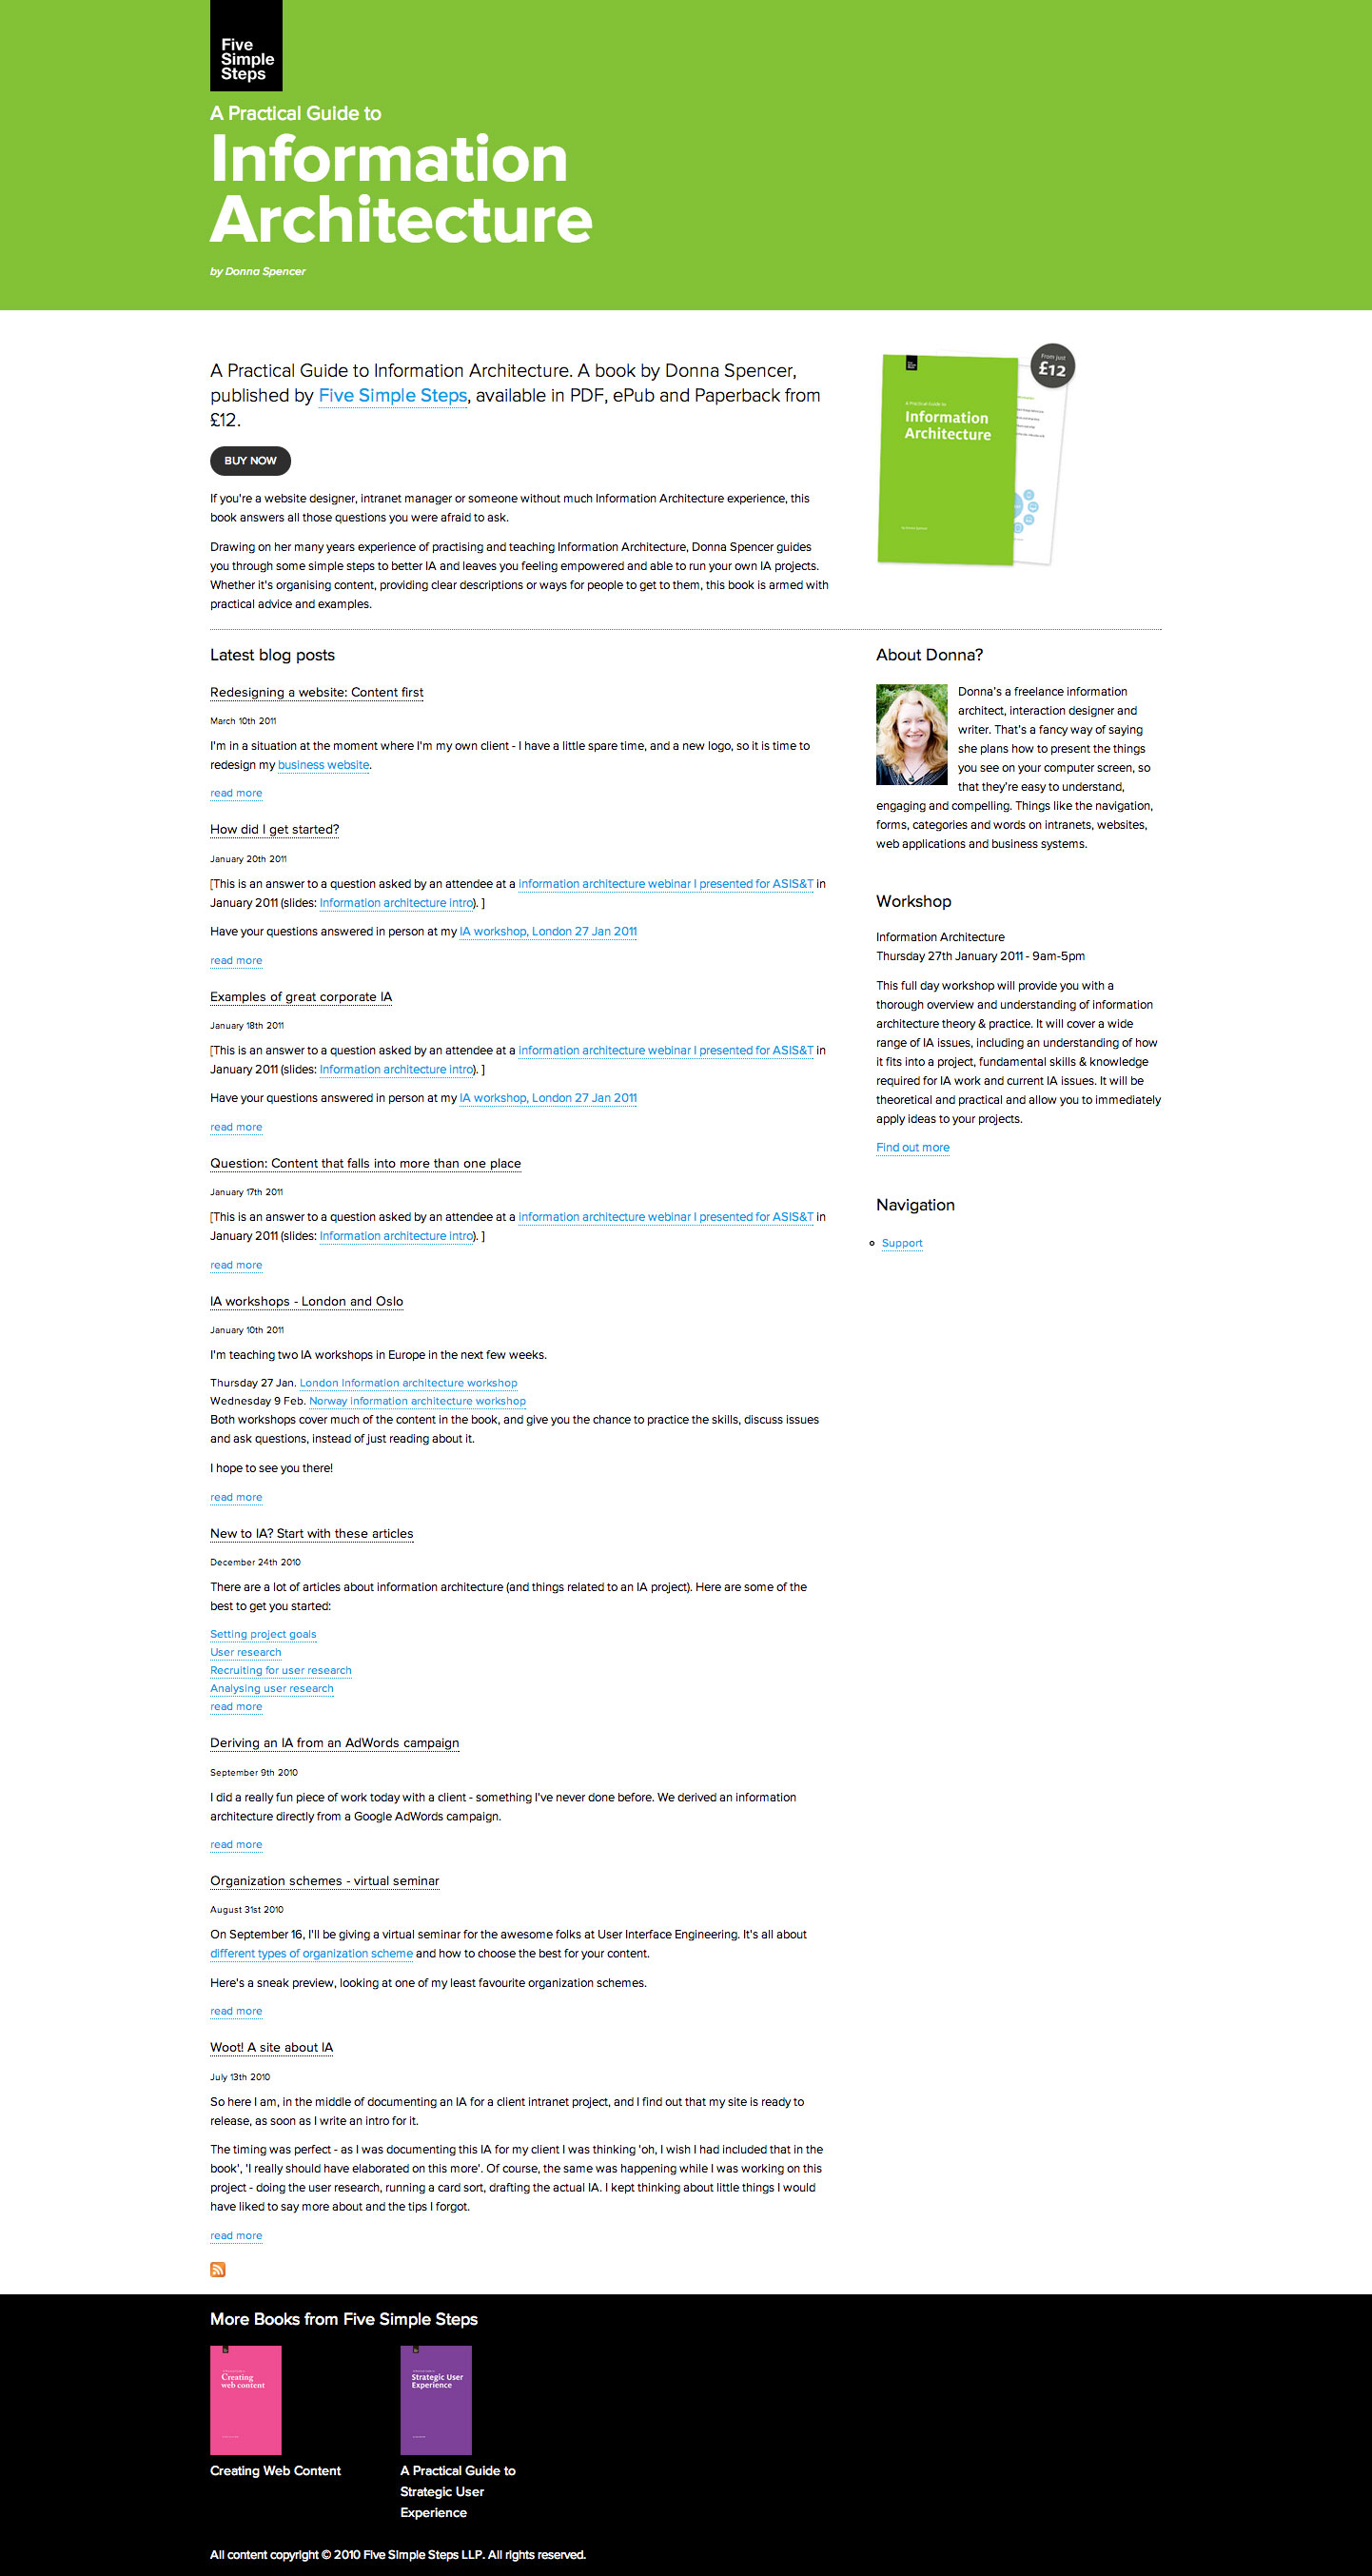 Five
Simple
Steps
A Practical Guide to
Information
Architecture
by Donna Spencer
A Practical Guide to Information Architecture. A book by Donna Spencer,
published by Five Simple Steps, available in PDF, ePub and Paperback from
£12.
BUY NOW
If you're a website designer, intranet manager or someone without much Information Architecture experience, this
book answers all those questions you were afraid to ask.
Drawing on her many years experience of practising and teaching Information Architecture, Donna Spencer guides
you through some simple steps to better IA and leaves you feeling empowered and able to run your own IA projects.
Whether it's organising content, providing clear descriptions or ways for people to get to them, this book is armed with
practical advice and examples.
From just
£12
A Practical Guide to
Information
Architecture
Latest blog posts
Redesigning a website: Content first
March 10th 2011
I'm in a situation at the moment where I'm my own client - I have a little spare time, and a new logo, so it is time to
redesign my business website.
read more
How did I get started?
January 20th 2011
[This is an answer to a question asked by an attendee at a information architecture webinar I presented for ASIS&T in
January 2011 (slides: Information architecture intro). ]
Have your questions answered in person at my IA workshop, London 27 Jan 2011
read more
Examples of great corporate IA
January 18th 2011
[This is an answer to a question asked by an attendee at a information architecture webinar I presented for ASIS&T in
January 2011 (slides: Information architecture intro). ]
Have your questions answered in person at my IA workshop, London 27 Jan 2011
read more
Question: Content that falls into more than one place
January 17th 2011
[This is an answer to a question asked by an attendee at a information architecture webinar I presented for ASIS&T in
January 2011 (slides: Information architecture intro). ]
read more
IA workshops - London and Oslo
January 10th 2011
I'm teaching two IA workshops in Europe in the next few weeks.
Thursday 27 Jan. London Information architecture workshop
Wednesday 9 Feb. Norway information architecture workshop
Both workshops cover much of the content in the book, and give you the chance to practice the skills, discuss issues
and ask questions, instead of just reading about it.
I hope to see you there!
read more
New to IA? Start with these articles
December 24th 2010
There are a lot of articles about information architecture (and things related to an IA project). Here are some of the
best to get you started:
Setting project goals
User research
Recruiting for user research
Analysing user research
read more
Deriving an IA from an AdWords campaign
September 9th 2010
I did a really fun piece of work today with a client - something I've never done before. We derived an information
architecture directly from a Google AdWords campaign.
read more
Organization schemes - virtual seminar
August 31st 2010
On September 16, I'll be giving a virtual seminar for the awesome folks at User Interface Engineering. It's all about
different types of organization scheme and how to choose the best for your content.
Here's a sneak preview, looking at one of my least favourite organization schemes.
read more
Woot! A site about IA
July 13th 2010
So here I am, in the middle of documenting an IA for a client intranet project, and I find out that my site is ready to
release, as soon as I write an intro for it.
The timing was perfect - as I was documenting this IA for my client I was thinking 'oh, I wish I had included that in the
book', 'I really should have elaborated on this more'. Of course, the same was happening while I was working on this
project - doing the user research, running a card sort, drafting the actual IA. I kept thinking about little things I would
have liked to say more about and the tips I forgot.
read more
About Donna?
Donna's a freelance information
architect, interaction designer and
writer. That's a fancy way of saying
she plans how to present the things
you see on your computer screen, so
that they're easy to understand,
engaging and compelling. Things like the navigation,
forms, categories and words on intranets, websites,
web applications and business systems.
Workshop
Information Architecture
Thursday 27th January 2011 - 9am-5pm
This full day workshop will provide you with a
thorough overview and understanding of information
architecture theory & practice. It will cover a wide
range of IA issues, including an understanding of how
it fits into a project, fundamental skills & knowledge
required for IA work and current IA issues. It will be
theoretical and practical and allow you to immediately
apply ideas to your projects.
Find out more
Navigation
Support
More Books from Five Simple Steps
Creating
web content
Strategic User
Experience
Creating Web Content
A Practical Guide to
Strategic User
Experience
All content copyright © 2010 Five Simple Steps LLP. All rights reserved.